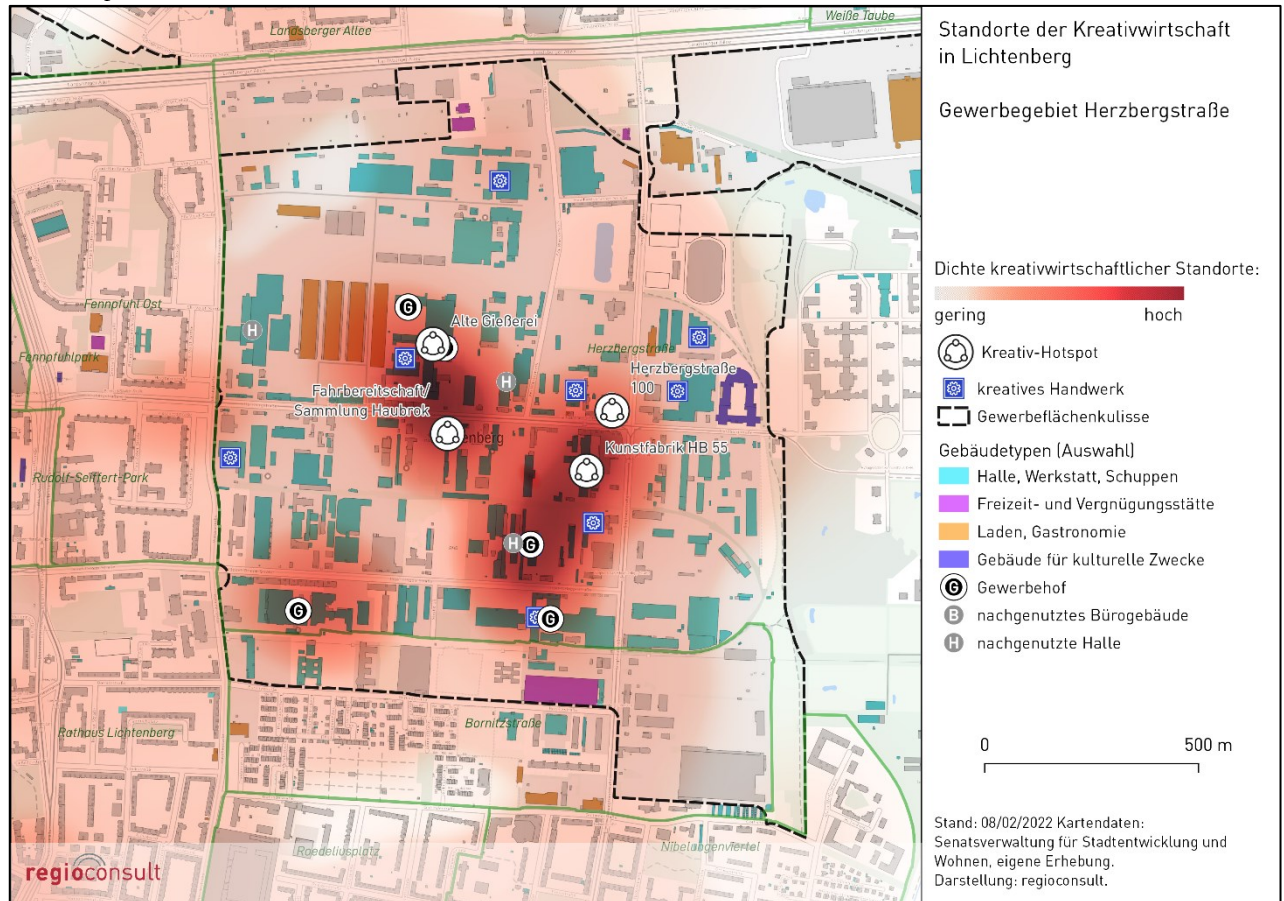 Landsberger Allee
Weiße Taube
Fennpfuhl Ost
Fennpfuhlpark
Alte Gießerei
Herzbergstraße
Herzbergstraße
100
Fahrbereitschaft/
Sammlung Haubrok
Kunstfabrik HB 55
Rudolf-Seiffert-Park
Rathaus Lichtenberg
Bornitzstraße
Roedeliusplatz
Nibelungenviertel
G
G
G
G
H
H
H
regioconsult
Standorte der Kreativwirtschaft
in Lichtenberg
Gewerbegebiet Herzbergstraße
Dichte kreativwirtschaftlicher Standorte:
gering hoch
Kreativ-Hotspot
kreatives Handwerk
Gewerbeflächenkulisse
Gebäudetypen (Auswahl)
Halle, Werkstatt, Schuppen
Freizeit- und Vergnügungsstätte
Laden, Gastronomie
Gebäude für kulturelle Zwecke
G Gewerbehof
B nachgenutztes Bürogebäude
H nachgenutzte Halle
0 500 m
Stand: 08/02/2022 Kartendaten:
Senatsverwaltung für Stadtentwicklung und
Wohnen, eigene Erhebung.
Darstellung: regioconsult.